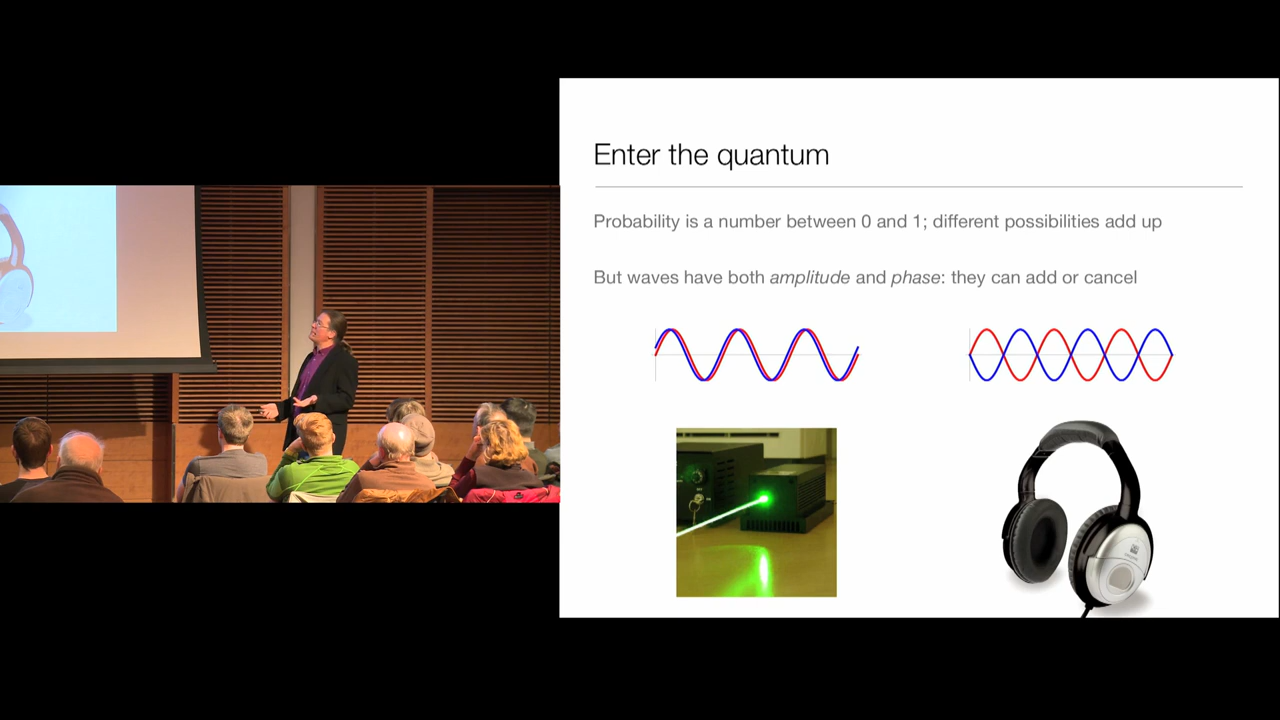 Enter the quantum
Probability is a number between 0 and 1; different possibilities add up
But waves have both amplitude and phase: they can add or cancel